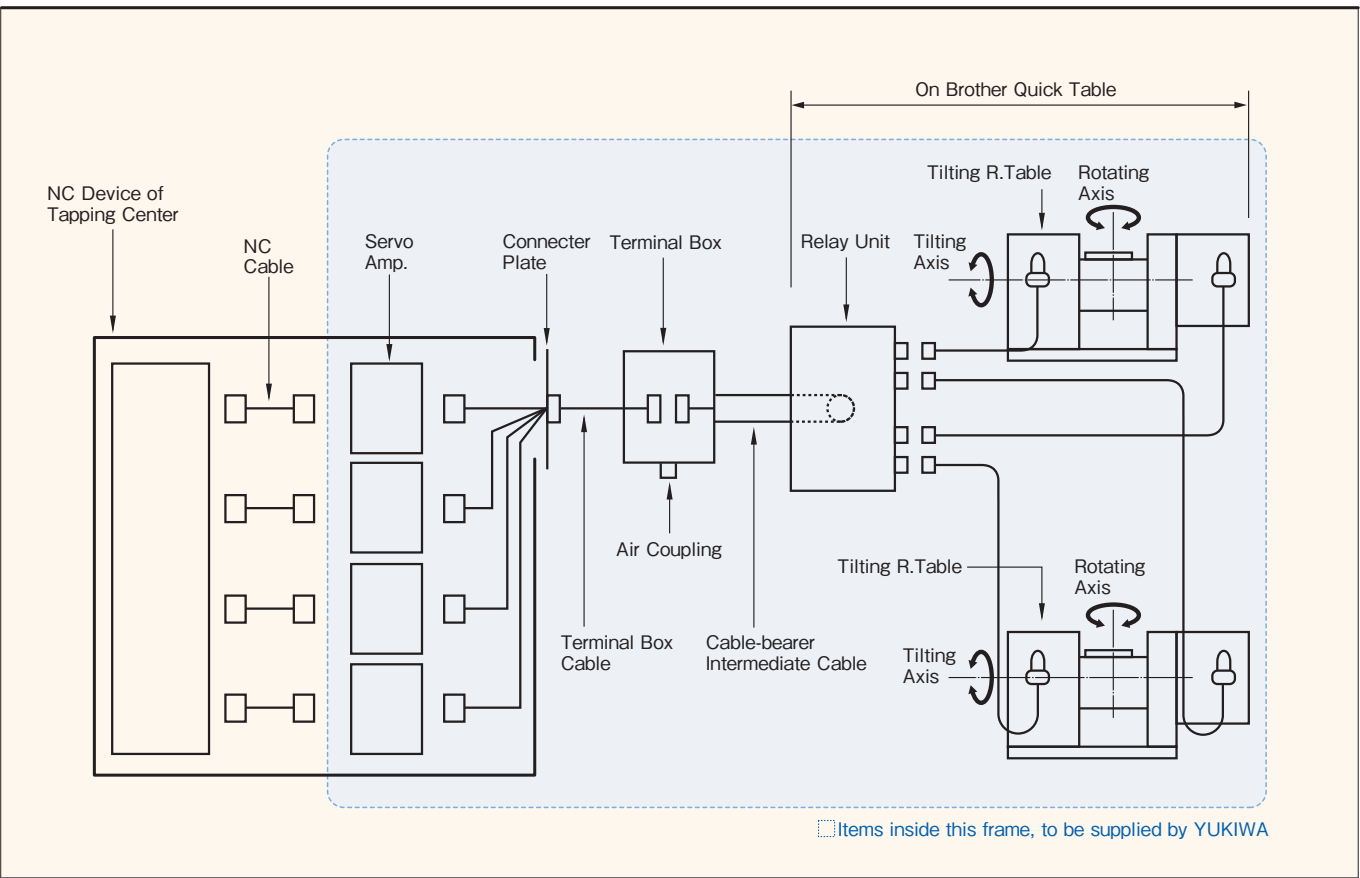 On Brother Quick Table
Tilting R.Table
Rotating
Axis
NC Device of
Tapping Center
NC
Cable
Servo
Amp.
Connecter
Plate
Terminal Box
Relay Unit
Tilting
Axis
Air Coupling
Tilting R.Table
Rotating
Axis
Terminal Box
Cable
Cable-bearer
Intermediate Cable
Tilting
Axis
Items inside this frame, to be supplied by YUKIWA